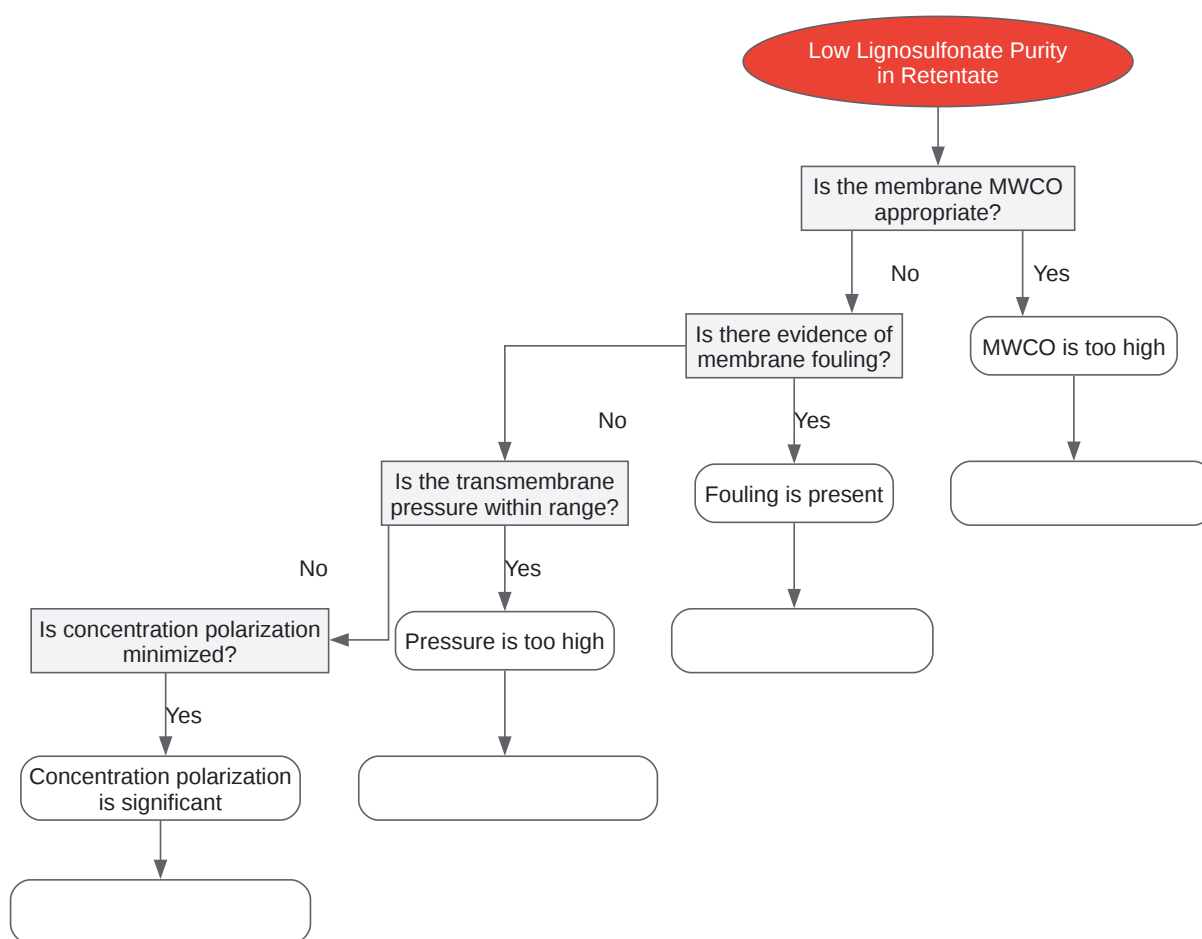 Low Lignosulfonate Purity
in Retentate
Is the membrane MWCO
appropriate?
No
Yes
Is there evidence of
membrane fouling?
MWCO is too high
No
Yes
Is the transmembrane
pressure within range?
Fouling is present
No
Yes
Is concentration polarization
minimized?
Pressure is too high
Yes
Concentration polarization
is significant